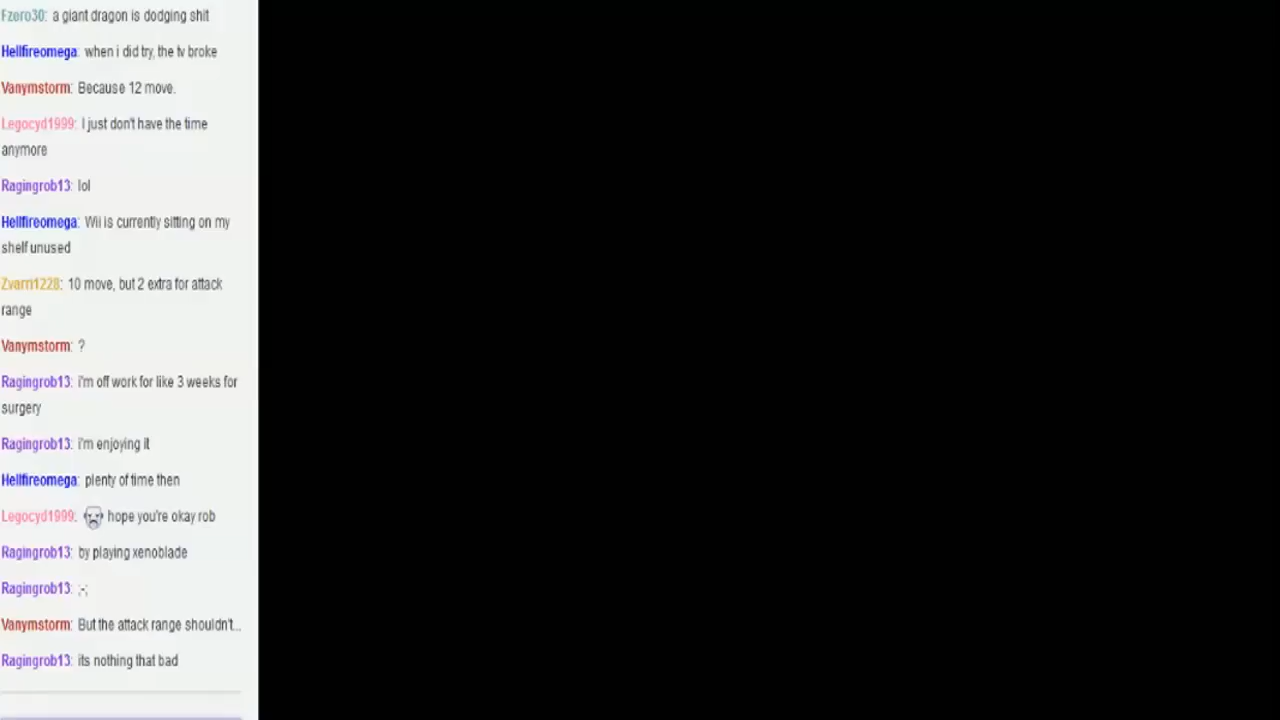 Fzero30: a giant dragon is dodging shit
Hellfireomega: when i did try, the tv broke
Vanymstorm: Because 12 move.
Legocyd1999: I just don't have the time
anymore
Ragingrob13: lol
Hellfireomega: Wii is currently sitting on my
shelf unused
Zvarri1228: 10 move, but 2 extra for attack
range
Vanymstorm: ?
Ragingrob13: i'm off work for like 3 weeks for
surgery
Ragingrob13: i'm enjoying it
Hellfireomega: plenty of time then
Legocyd1999: hope you're okay rob
Ragingrob13: by playing xenoblade
Ragingrob13: ;-;
Vanymstorm: But the attack range shouldn't...
Ragingrob13: its nothing that bad